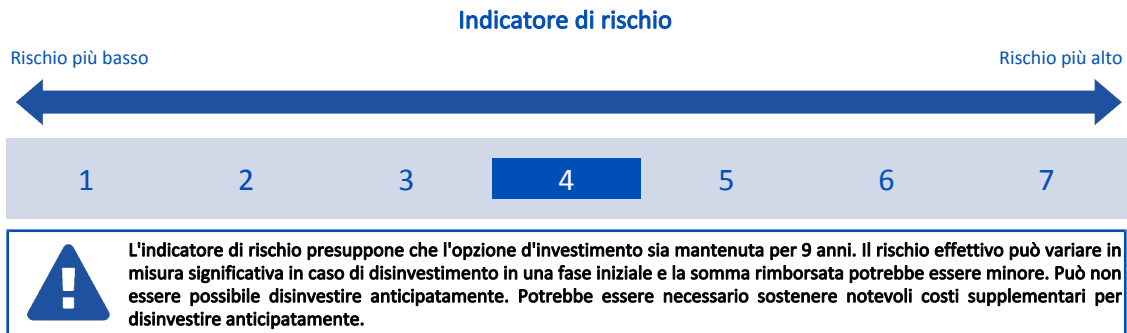 Indicatore di rischio
Rischio più basso Rischio più alto
1 2 3 4 5 6 7
L'indicatore di rischio presuppone che l'opzione d'investimento sia mantenuta per 9 anni. Il rischio effettivo può variare in
misura significativa in caso di disinvestimento in una fase iniziale e la somma rimborsata potrebbe essere minore. Può non
essere possibile disinvestire anticipatamente. Potrebbe essere necessario sostenere notevoli costi supplementari per
disinvestire anticipatamente.